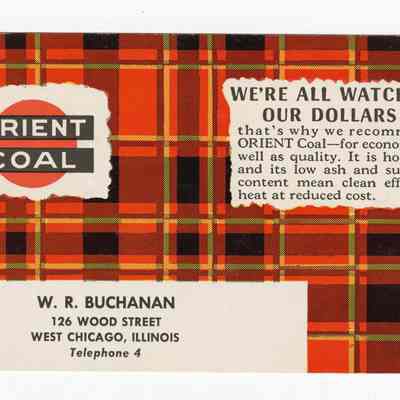 ORIENT
COAL
WE'RE ALL WATCH
OUR DOLLARS
that's why we recomm
ORIENT Coal—for econo
well as quality. It is ho
and its low ash and su
content mean clean eff
heat at reduced cost.
W. R. BUCHANAN
126 WOOD STREET
WEST CHICAGO, ILLINOIS
Telephone 4